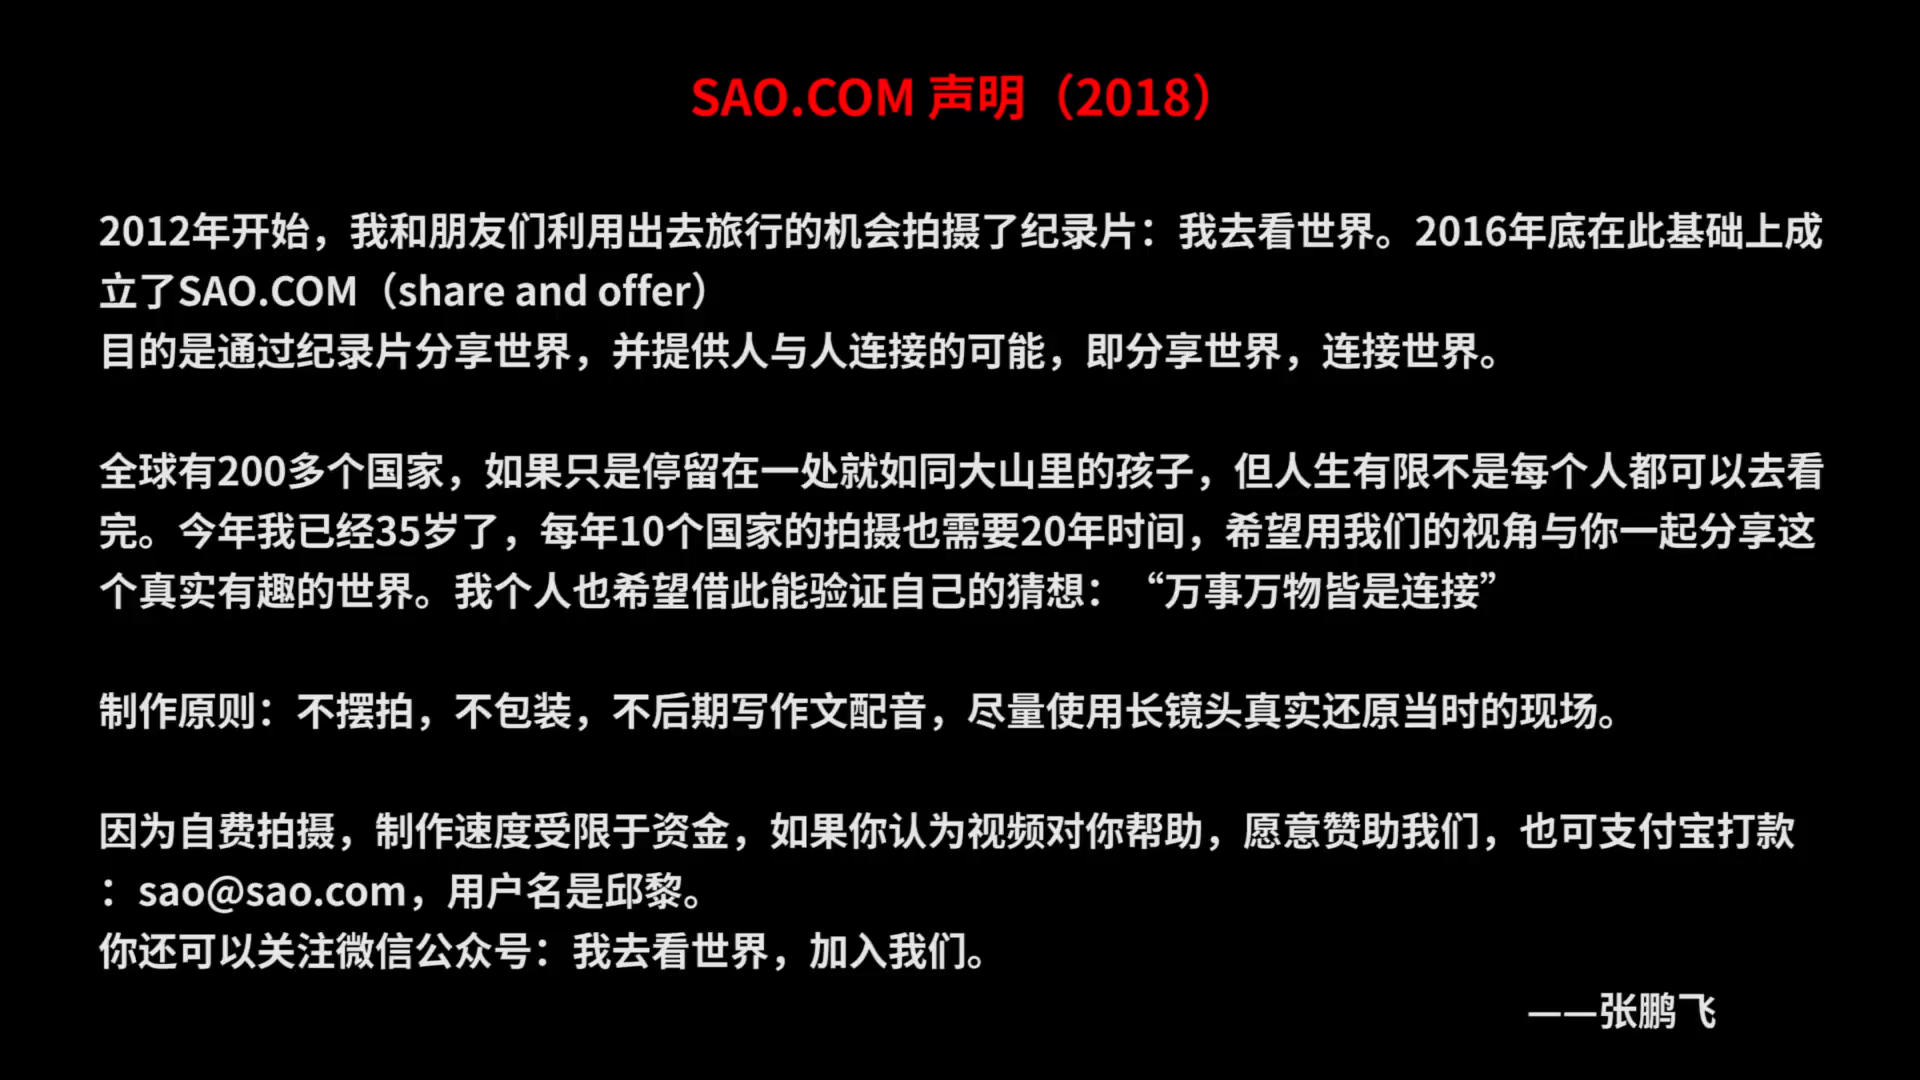 SAO.COM 声明（2018）
2012年开始，我和朋友们利用出去旅行的机会拍摄了纪录片：我去看世界。2016年底在此基础上成
立了SAO.COM（share and offer）
目的是通过纪录片分享世界，并提供人与人连接的可能，即分享世界，连接世界。
全球有200多个国家，如果只是停留在一处就如同大山里的孩子，但人生有限不是每个人都可以去看
完。今年我已经35岁了，每年10个国家的拍摄也需要20年时间，希望用我们的视角与你一起分享这
个真实有趣的世界。我个人也希望借此能验证自己的猜想：“万事万物皆是连接”
制作原则：不摆拍，不包装，不后期写作文配音，尽量使用长镜头真实还原当时的现场。
因为自费拍摄，制作速度受限于资金，如果你认为视频对你帮助，愿意赞助我们，也可支付宝打款
：sao@sao.com，用户名是邱黎。
你还可以关注微信公众号：我去看世界，加入我们。
——张鹏飞